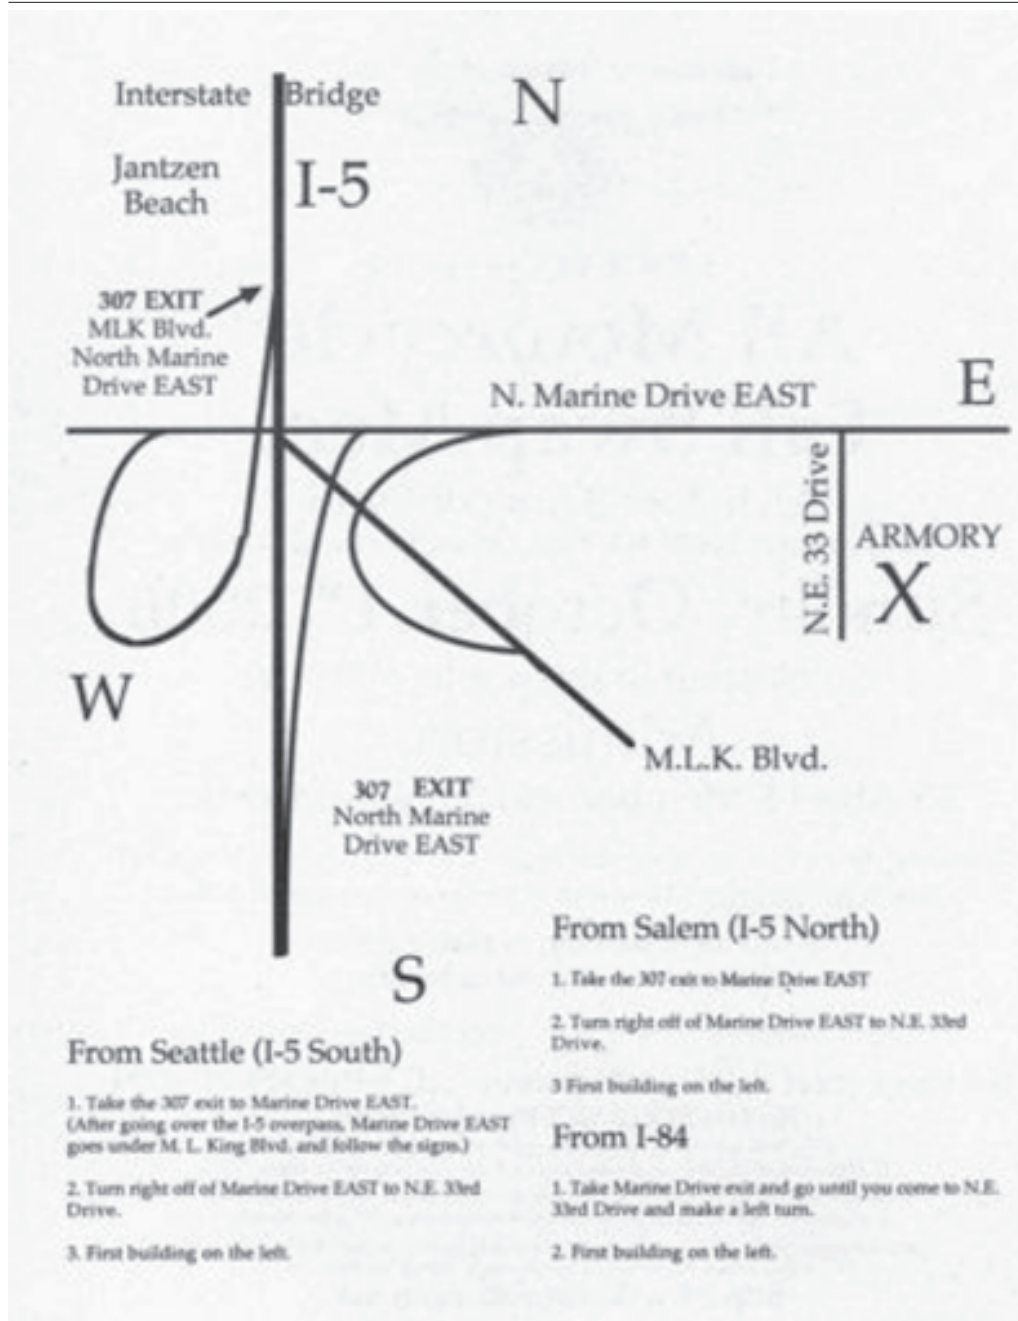 Interstate Bridge
N
Jantzen
Beach
I-5
307 EXIT
MLK Blvd.
North Marine
Drive EAST
N. Marine Drive EAST
E
N.E. 33 Drive
ARMORY
X
W
M.L.K. Blvd.
307 EXIT
North Marine
Drive EAST
S
From Seattle (I-5 South)
1. Take the 307 exit to Marine Drive EAST.
(After going over the I-5 overpass, Marine Drive EAST
goes under M. L. King Blvd. and follow the signs.)
2. Turn right off of Marine Drive EAST to N.E. 33rd
Drive.
3. First building on the left.
From Salem (I-5 North)
1. Take the 307 exit to Marine Drive EAST
2. Turn right off of Marine Drive EAST to N.E. 33rd
Drive.
3 First building on the left.
From I-84
1. Take Marine Drive exit and go until you come to N.E.
33rd Drive and make a left turn.
2. First building on the left.